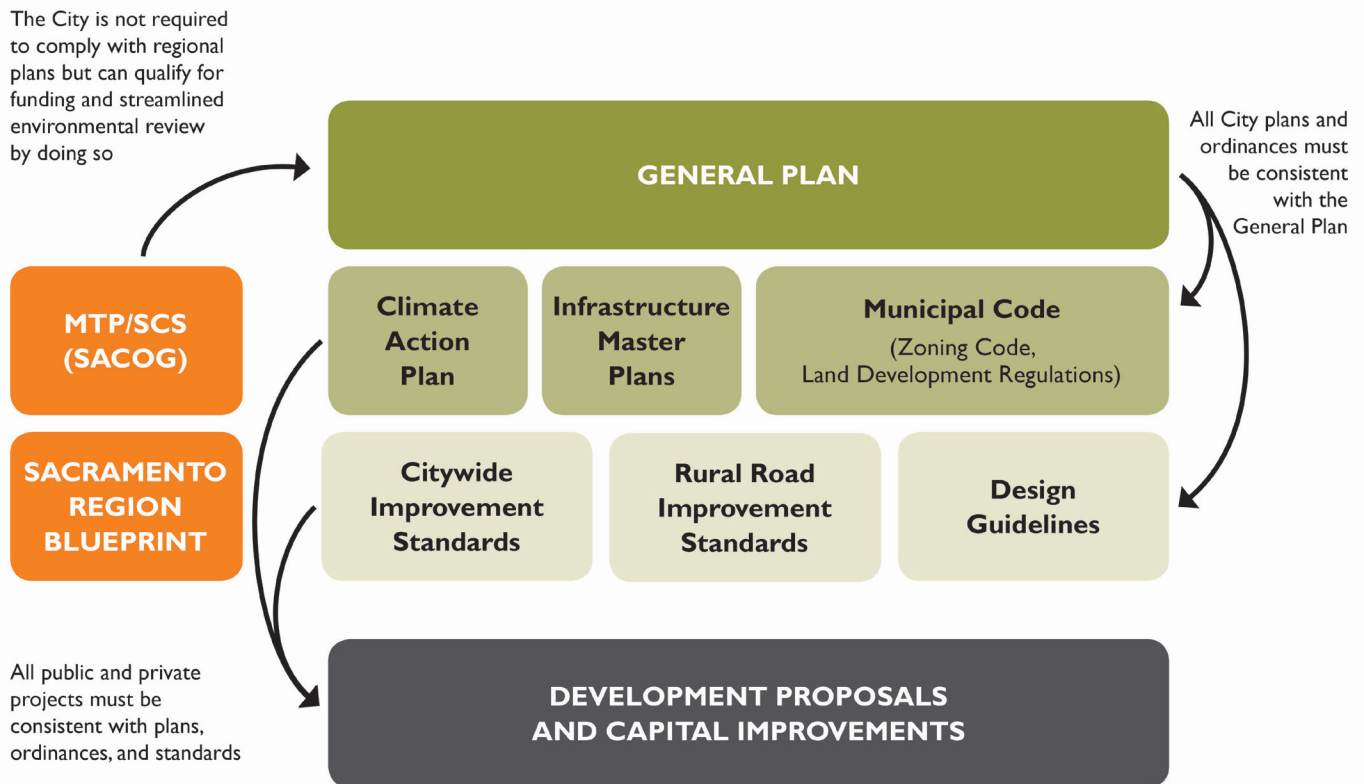 The City is not required
to comply with regional
plans but can qualify for
funding and streamlined
environmental review
by doing so
GENERAL PLAN
All City plans and
ordinances must
be consistent
with the
General Plan
MTP/SCS
(SACOG)
Climate
Action
Plan
Infrastructure
Master
Plans
Municipal Code
(Zoning Code,
Land Development Regulations)
SACRAMENTO
REGION
BLUEPRINT
Citywide
Improvement
Standards
Rural Road
Improvement
Standards
Design
Guidelines
All public and private
projects must be
consistent with plans,
ordinances, and standards
DEVELOPMENT PROPOSALS
AND CAPITAL IMPROVEMENTS